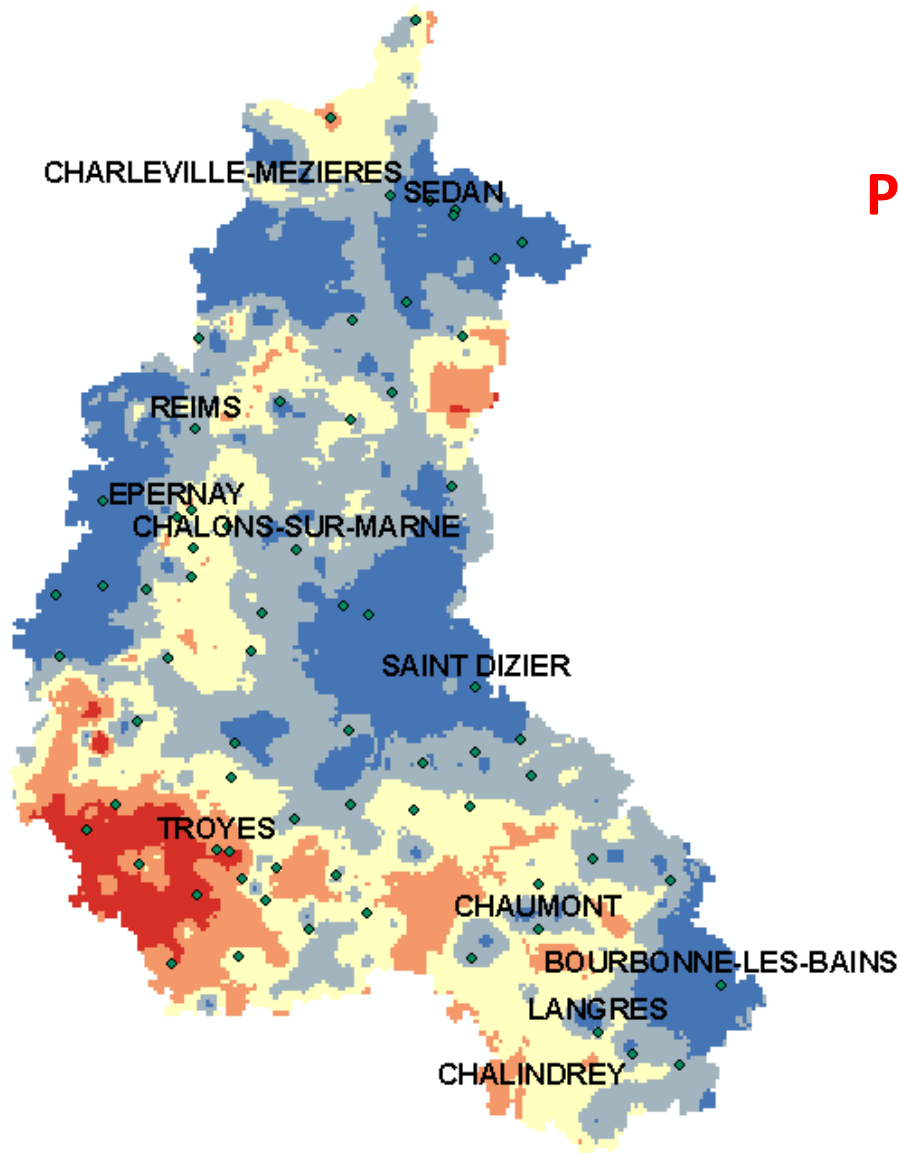 CHARLEVILLE-MEZIERES
SEDAN
P
REIMS
EPERNAY
CHALONS-SUR-MARNE
SAINT DIZIER
TROYES
CHAUMONT
BOURBONNE-LES-BAINS
LANGRES
CHALINDREY